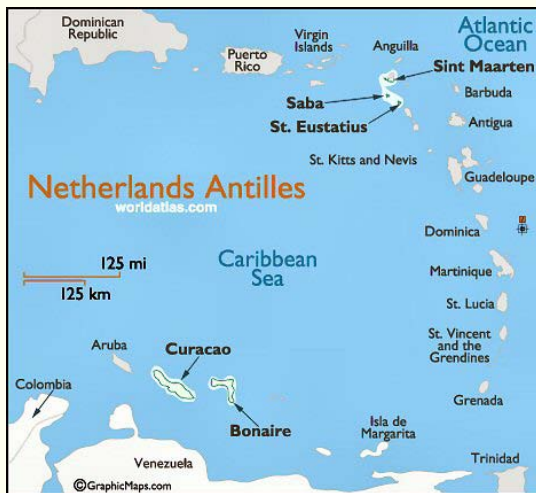 Dominican
Republic
Puerto
Rico
Virgin
Islands
Anguilla
Atlantic
Ocean
Sint Maarten
Saba
Barbuda
St. Eustatius
Antigua
St. Kitts and Nevis
Guadeloupe
Netherlands Antilles
worldatlas.com
Dominica
125 mi
125 km
Caribbean
Sea
Martinique
St. Lucia
St. Vincent
and the
Grendines
Aruba
Curacao
Colombia
Bonaire
Grenada
Isla de
Margarita
Venezuela
Trinidad
©GraphicMaps.com